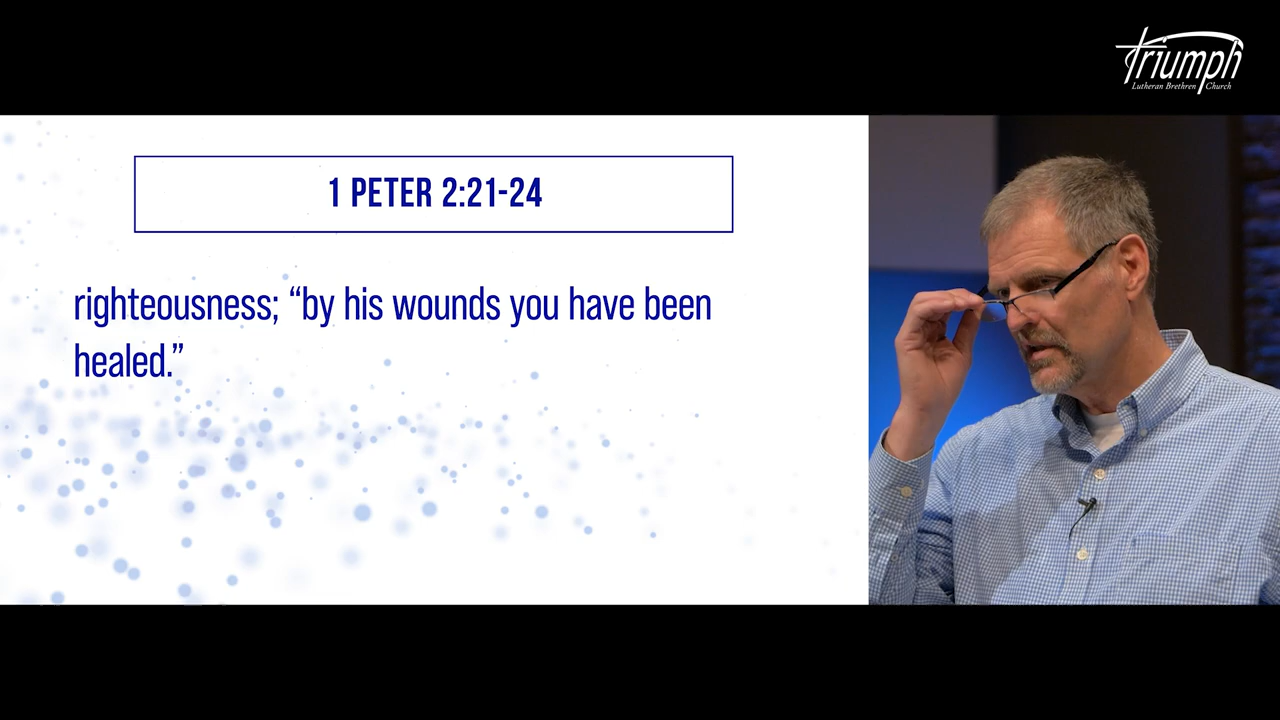 Triumph
Lutheran Brethren Church
1 PETER 2:21-24
righteousness; “by his wounds you have been
healed.”